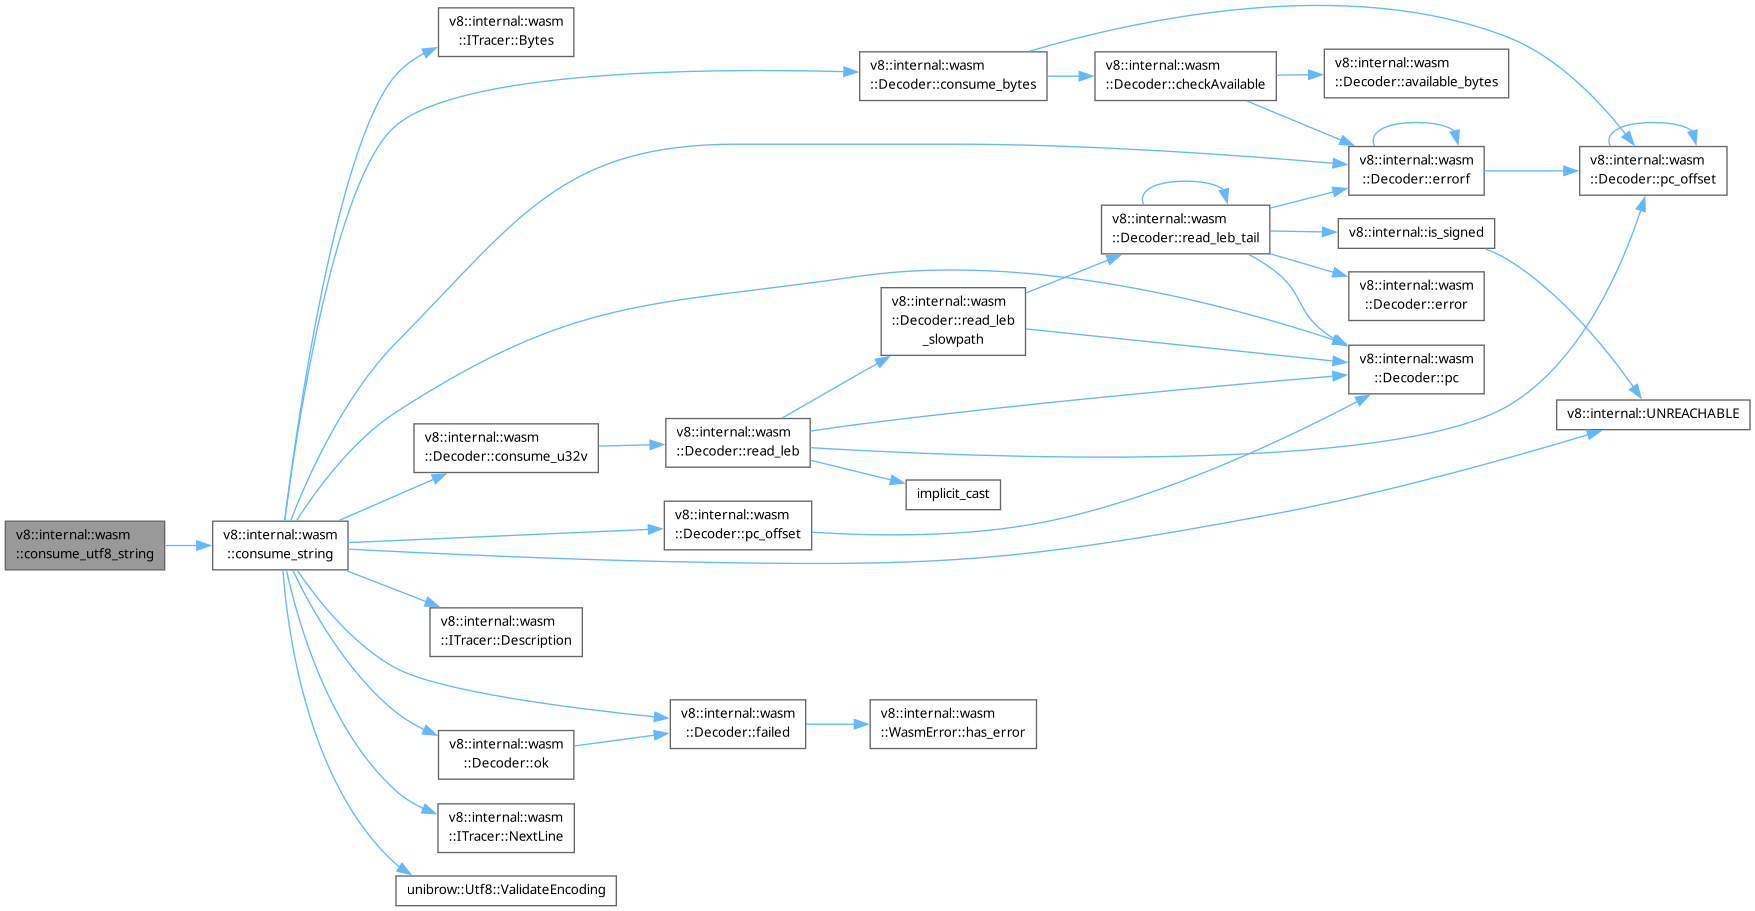 v8::internal::wasm
::ITracer::Bytes
v8::internal::wasm
::Decoder::consume_bytes
v8::internal::wasm
::Decoder::checkAvailable
v8::internal::wasm
::Decoder::available_bytes
v8::internal::wasm
::Decoder::errorf
v8::internal::wasm
::Decoder::pc_offset
v8::internal::wasm
::Decoder::read_leb_tail
v8::internal::is_signed
v8::internal::wasm
::Decoder::error
v8::internal::wasm
::Decoder::read_leb
_slowpath
v8::internal::wasm
::Decoder::pc
v8::internal::UNREACHABLE
v8::internal::wasm
::Decoder::consume_u32v
v8::internal::wasm
::Decoder::read_leb
implicit_cast
v8::internal::wasm
::Decoder::pc_offset
v8::internal::wasm
::consume_utf8_string
v8::internal::wasm
::consume_string
v8::internal::wasm
::ITracer::Description
v8::internal::wasm
::Decoder::failed
v8::internal::wasm
::WasmError::has_error
v8::internal::wasm
::Decoder::ok
v8::internal::wasm
::ITracer::NextLine
unibrow::Utf8::ValidateEncoding